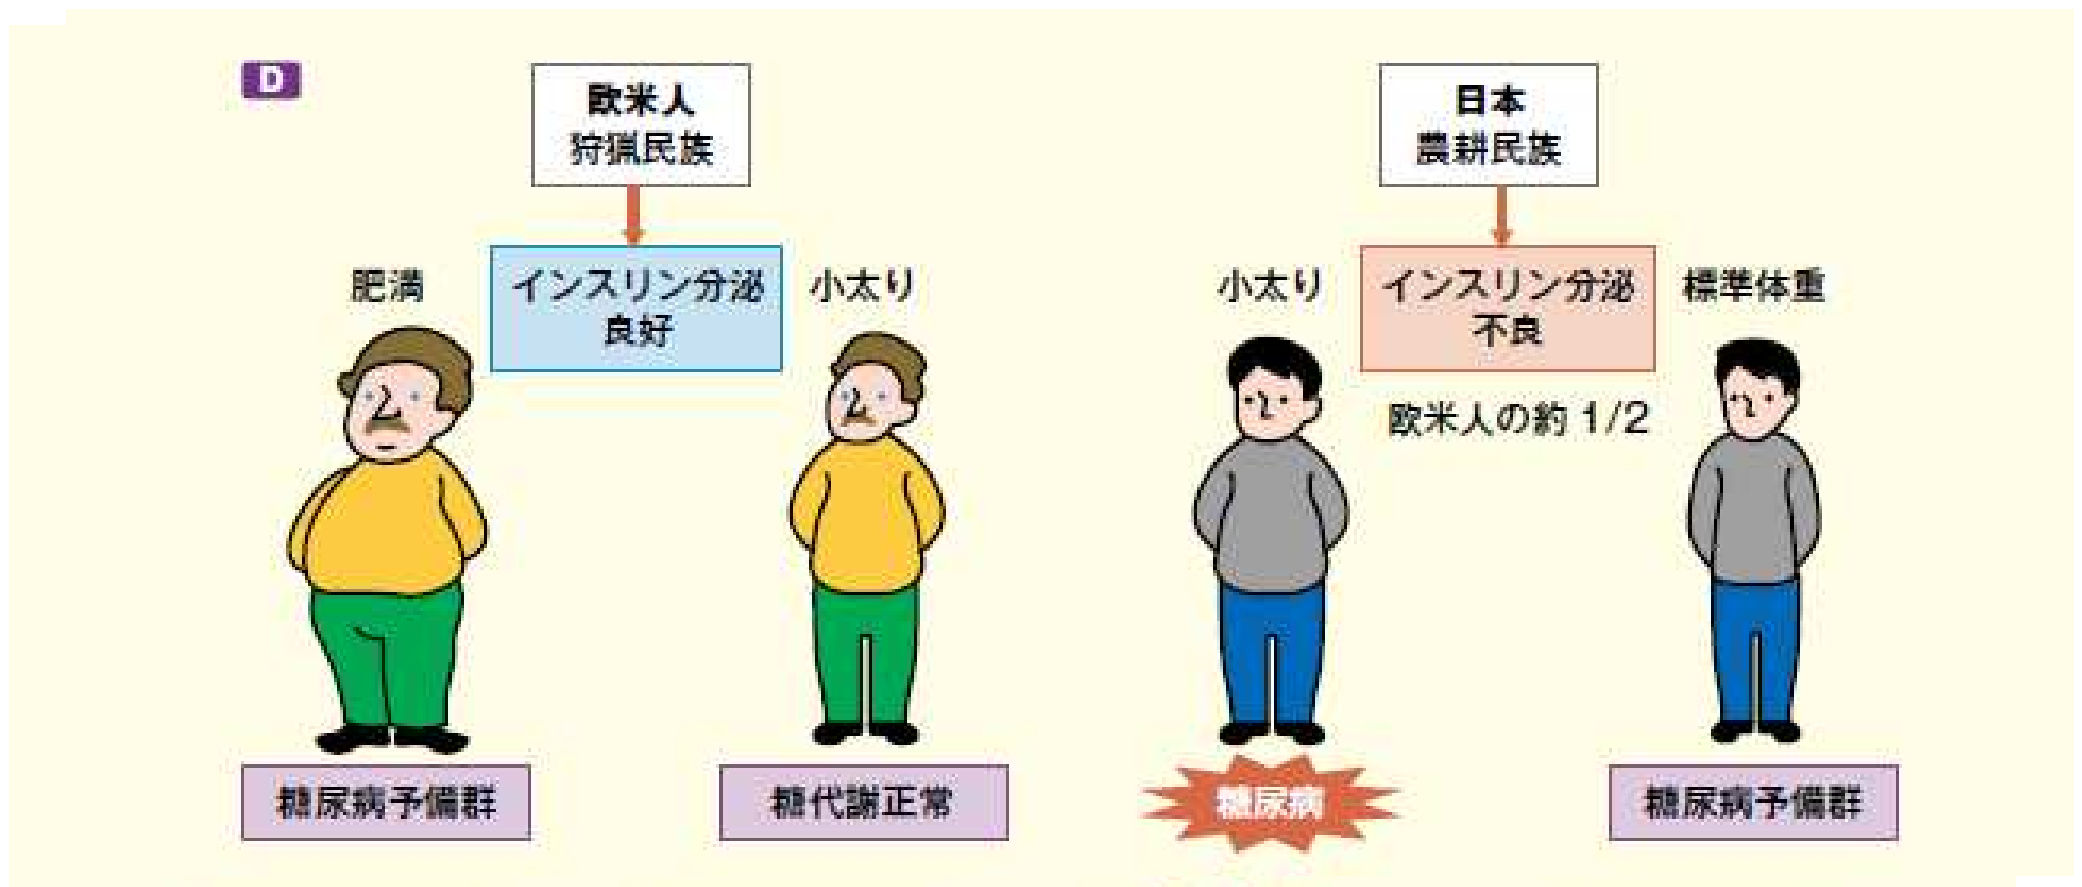 D
欧米人
狩猟民族
日本
農耕民族
肥満
インスリン分泌
良好
小太り
小太り
インスリン分泌
不良
標準体重
欧米人の約 1/2
糖尿病予備群
糖代謝正常
糖尿病
糖尿病予備群